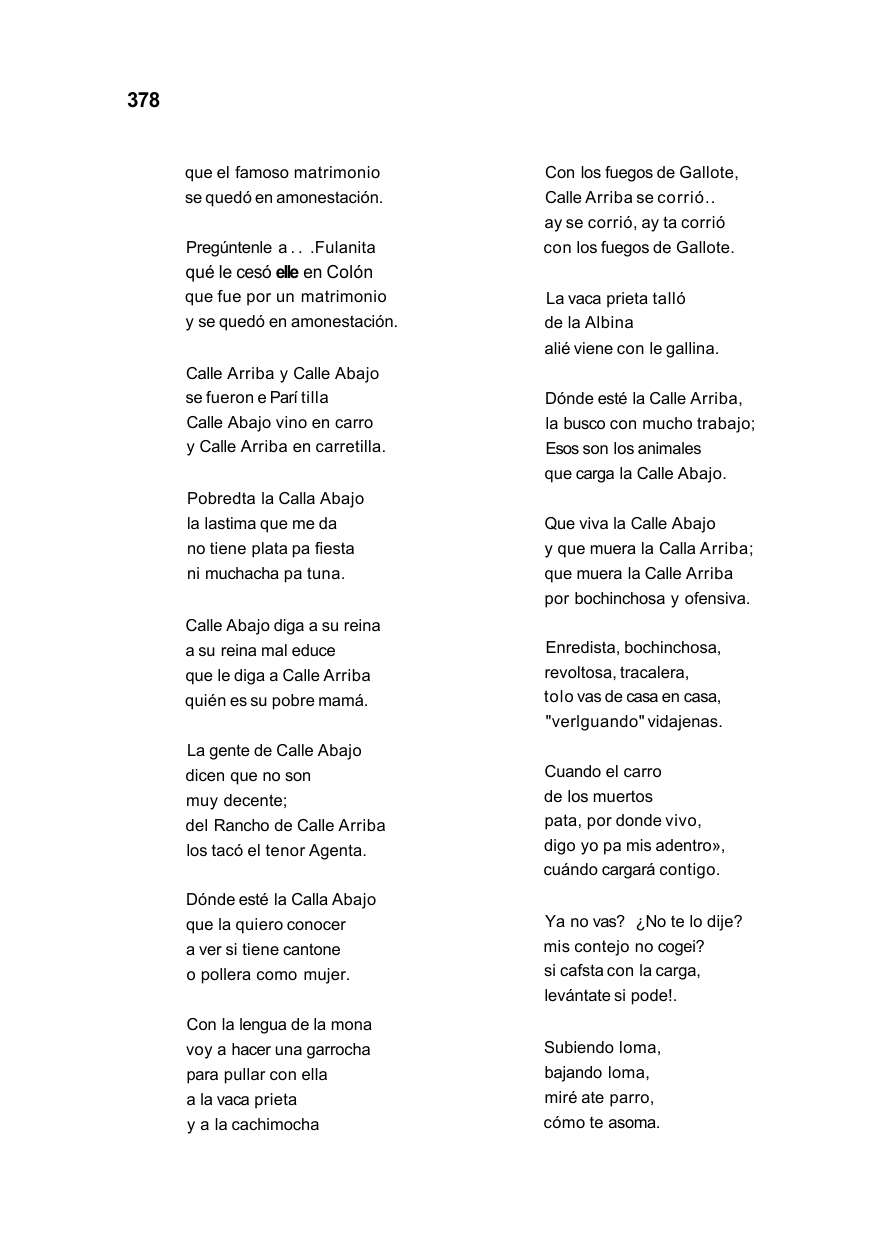 378
que el famoso matrimonio
se quedó en amonestación.
Pregúntenle a . . .Fulanita
qué le cesó elle en Colón
que fue por un matrimonio
y se quedó en amonestación.
Calle Arriba y Calle Abajo
se fueron e Parí tilla
Calle Abajo vino en carro
y Calle Arriba en carretilla.
Pobredta la Calla Abajo
la lastima que me da
no tiene plata pa fiesta
ni muchacha pa tuna.
Calle Abajo diga a su reina
a su reina mal educe
que le diga a Calle Arriba
quién es su pobre mamá.
La gente de Calle Abajo
dicen que no son
muy decente;
del Rancho de Calle Arriba
los tacó el tenor Agenta.
Dónde esté la Calla Abajo
que la quiero conocer
a ver si tiene cantone
o pollera como mujer.
Con la lengua de la mona
voy a hacer una garrocha
para pullar con ella
a la vaca prieta
y a la cachimocha
Con los fuegos de Gallote,
Calle Arriba se corrió. .
ay se corrió, ay ta corrió
con los fuegos de Gallote.
La vaca prieta talló
de la Albina
alié viene con le gallina.
Dónde esté la Calle Arriba,
la busco con mucho trabajo;
Esos son los animales
que carga la Calle Abajo.
Que viva la Calle Abajo
y que muera la Calla Arriba;
que muera la Calle Arriba
por bochinchosa y ofensiva.
Enredista, bochinchosa,
revoltosa, tracalera,
tolo vas de casa en casa,
"verlguando" vidajenas.
Cuando el carro
de los muertos
pata, por donde vivo,
digo yo pa mis adentro»,
cuándo cargará contigo.
Ya no vas? ¿No te lo dije?
mis contejo no cogei?
si cafsta con la carga,
levántate si pode!.
Subiendo loma,
bajando loma,
miré ate parro,
cómo te asoma.